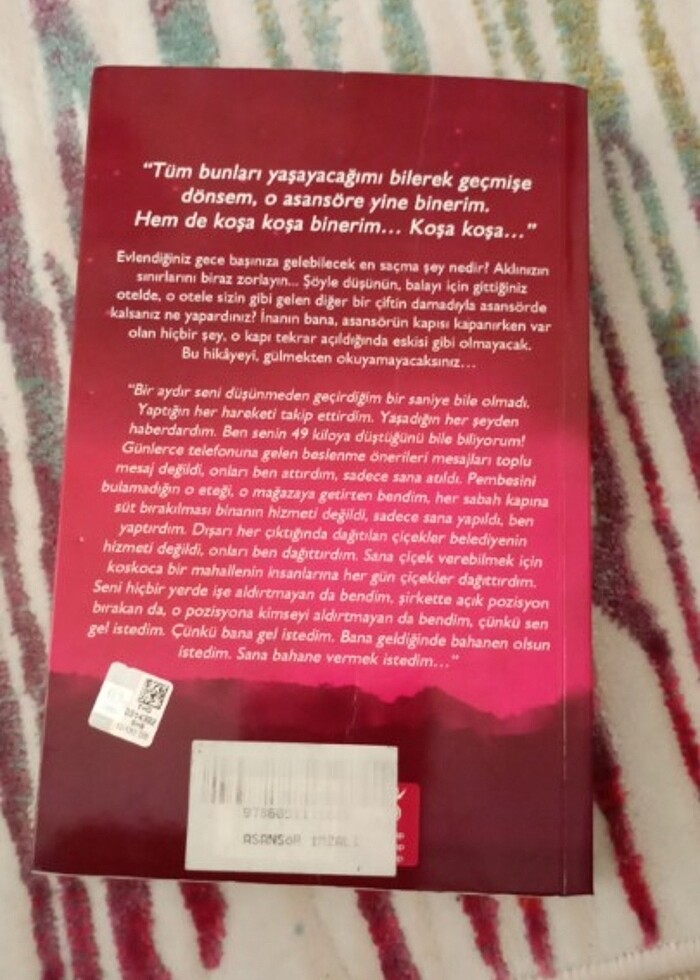 “Tüm bunları yaşayacağımı bilerek geçmişe
dönsem, o asansöre yine binerim.
Hem de koşa koşa binerim... Koşa koşa...”
Evlendiğiniz gece başınıza gelebilecek en saçma şey nedir? Aklınızın
sınırlarını biraz zorlayın... Şöyle düşünün, balayı için gittiğiniz
otelde, o otele sizin gibi gelen diğer bir çiftin damadıyla asansörde
kalsanız ne yapardınız? İnanın bana, asansörün kapısı kapanırken var
olan hiçbir şey, o kapı tekrar açıldığında eskisi gibi olmayacak.
Bu hikâyeyi, gülmekten okuyamayacaksınız...
“Bir aydır seni düşünmeden geçirdiğim bir saniye bile olmadı.
Yaptığın her hareketi takip ettirdim. Yaşadığın her şeyden
haberdardım. Ben senin 49 kiloya düştüğünü bile biliyorum!
Günlerce telefonuna gelen beslenme önerileri mesajları toplu
mesaj değildi, onları ben attırdım, sadece sana atıldı. Pembesini
bulamadığın o eteği, o mağazaya getirten bendim, her sabah kapına
süt bırakılması binanın hizmeti değildi, sadece sana yapıldı, ben
yaptırdım. Dışarı her çıktığında dağıtılan çiçekler belediyenin
hizmeti değildi, onları ben dağıttırdım. Sana çiçek verebilmek için
koskoca bir mahallenin insanlarına her gün çiçekler dağıttırdım.
Seni hiçbir yerde işe aldırtmayan da bendim, şirkette açık pozisyon
bırakan da, o pozisyona kimseyi aldırtmayan da bendim, çünkü sen
gel istedim. Çünkü bana gel istedim. Bana geldiğinde bahanen olsun
istedim. Sana bahane vermek istedim...”
ASANSÖR İMZALI